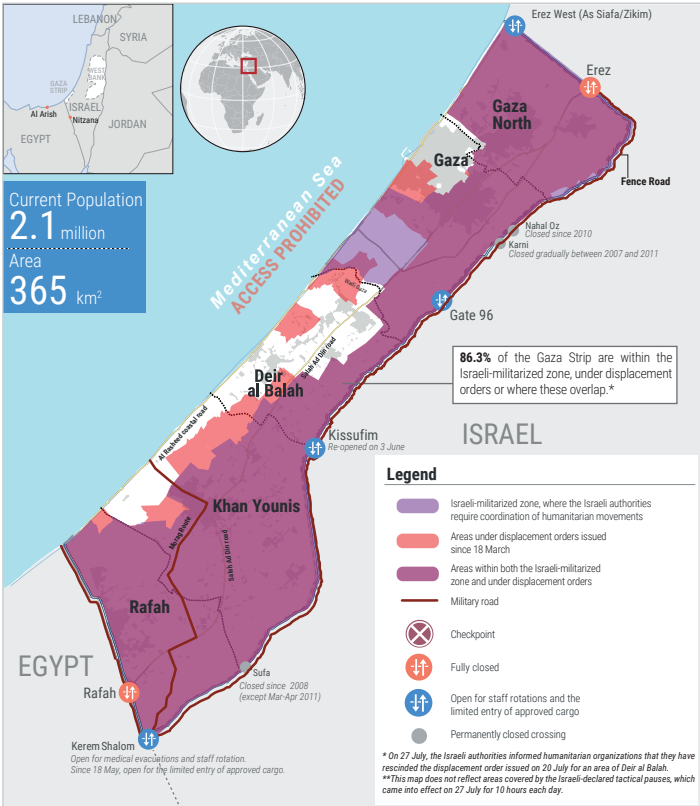 LEBANON
SYRIA
WEST
BANK
GAZA
STRIP
ISRAEL
Al Arish
Nitzana
JORDAN
EGYPT
Current Population
2.1 million
Area
365 km²
Mediterranean Sea
ACCESS PROHIBITED
Erez West (As Siafa/Zikim)
Erez
Gaza
North
Gaza
Fence Road
Nahal Oz
Closed since 2010
Karni
Closed gradually between 2007 and 2011
Wadi Gaza
Gate 96
Salah Ad Din road
86.3% of the Gaza Strip are within the
Israeli-militarized zone, under displacement
orders or where these overlap.*
Deir
al Balah
Al Rasheed coastal road
Kissufim
Re-opened on 3 June
ISRAEL
Khan Younis
Morag Route
Salah Ad Din road
Rafah
EGYPT
Rafah
Sufa
Closed since 2008
(except Mar-Apr 2011)
Kerem Shalom
Open for medical evacuations and staff rotation.
Since 18 May, open for the limited entry of approved cargo.
Legend
Israeli-militarized zone, where the Israeli authorities
require coordination of humanitarian movements
Areas under displacement orders issued
since 18 March
Areas within both the Israeli-militarized
zone and under displacement orders
Military road
Checkpoint
Fully closed
Open for staff rotations and the
limited entry of approved cargo
Permanently closed crossing
* On 27 July, the Israeli authorities informed humanitarian organizations that they have
rescinded the displacement order issued on 20 July for an area of Deir al Balah.
**This map does not reflect areas covered by the Israeli-declared tactical pauses, which
came into effect on 27 July for 10 hours each day.